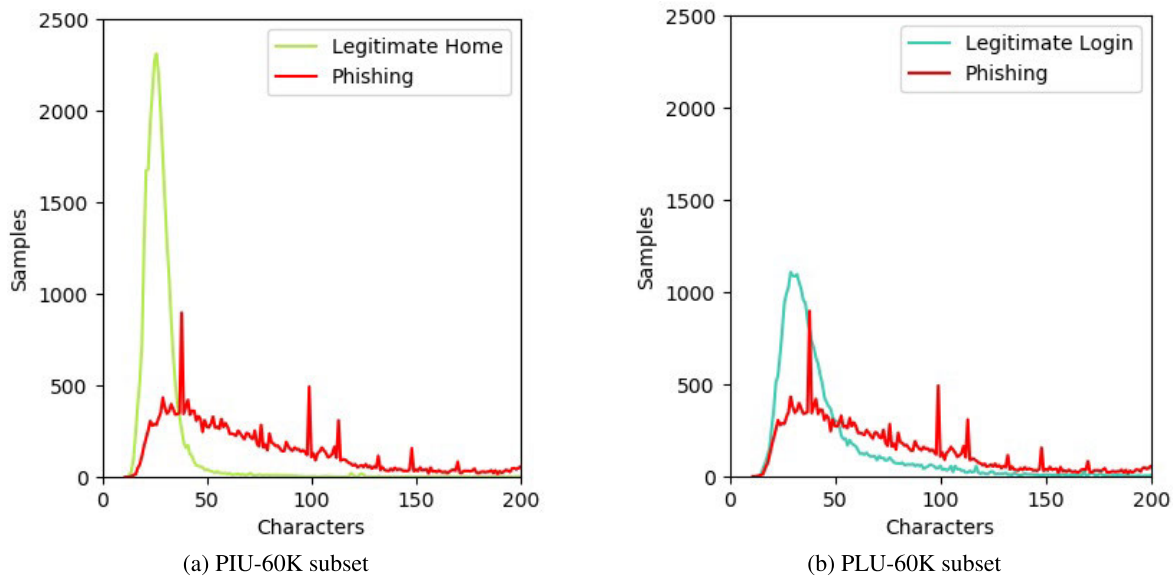 2500
2000
1500
1000
500
0
0 50 100 150 200
Samples
Characters
Legitimate Home
Phishing
(a) PIU-60K subset
2500
2000
1500
1000
500
0
0 50 100 150 200
Samples
Characters
Legitimate Login
Phishing
(b) PLU-60K subset